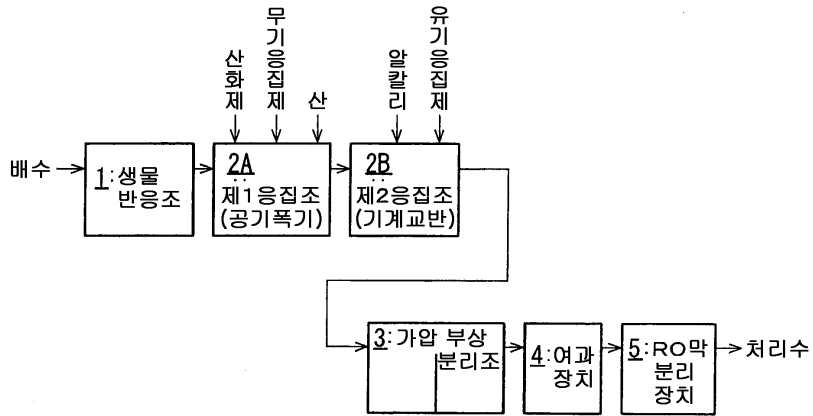 산화제
무기응집제
산
알칼리
유기응집제
배수
1:생물
반응조
2A
제1응집조
(공기폭기)
2B
제2응집조
(기계교반)
3:가압 부상
분리조
4:여과
장치
5:RO막
분리
장치
처리수